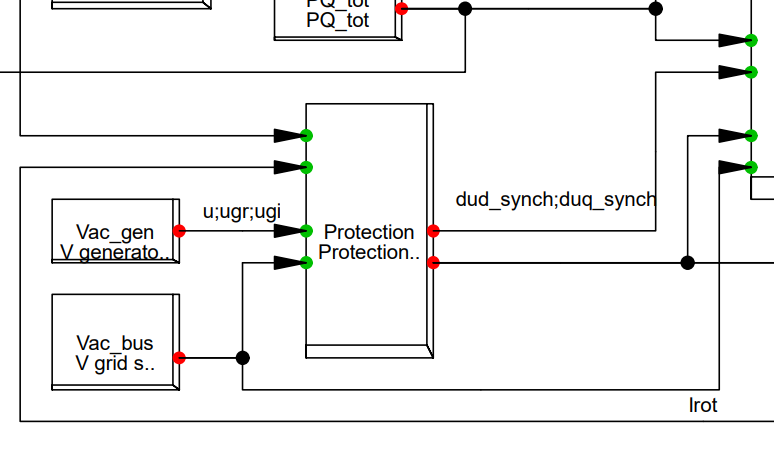 PQ_tot
PQ_tot
dud_synch;duq_synch
u;ugr;ugi
Vac_gen
V generato..
Protection
Protection..
Vac_bus
V grid s..
Irot